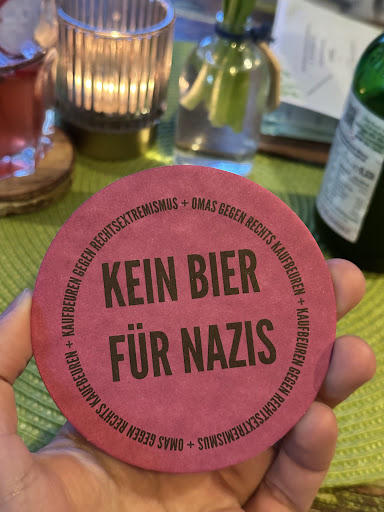 KEIN BIER
FÜR NAZIS
KAUFBEUREN GEGEN RECHTSEXTREMISMUS + OMAS GEGEN RECHTS KAUFBEUREN + KAUFBEUREN GEGEN RECHTSEXTREMISMUS + OMAS GEGEN RECHTS KAUFBEUREN +